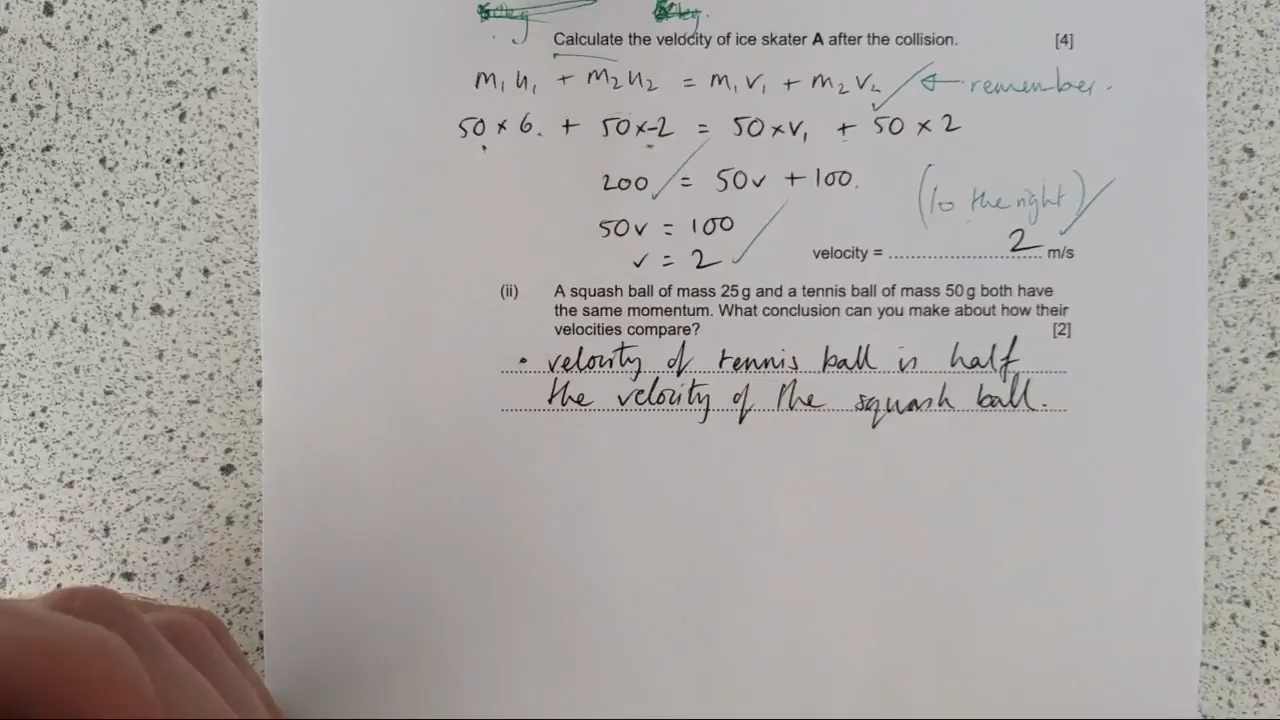 50kg 50kg.
Calculate the velocity of ice skater A after the collision. [4]
m₁u₁ + m₂u₂ = m₁v₁ + m₂v₂ ✓ ← remember.
50 × 6. + 50×-2 = 50×v₁ + 50 × 2
200 ✓ = 50v + 100.
(to the right) ✓
50v = 100
v = 2 ✓
velocity = 2 m/s
(ii) A squash ball of mass 25 g and a tennis ball of mass 50 g both have
the same momentum. What conclusion can you make about how their
velocities compare? [2]
• velocity of tennis ball is half
the velocity of the squash ball.